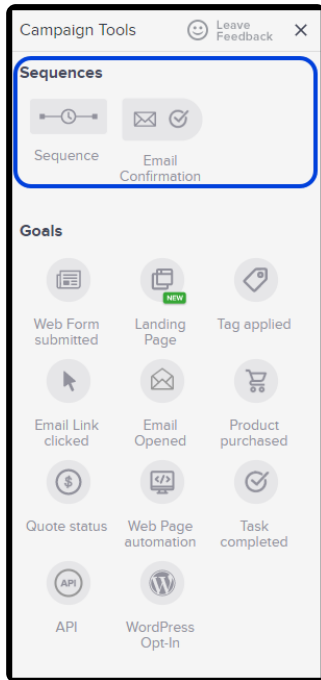 Campaign Tools
Leave
Feedback
Sequences
Sequence
Email
Confirmation
Goals
NEW
Web Form
submitted
Landing
Page
Tag applied
Email Link
clicked
Email
Opened
Product
purchased
$
Quote status
</>
Web Page
automation
Task
completed
API
API
WordPress
Opt-In